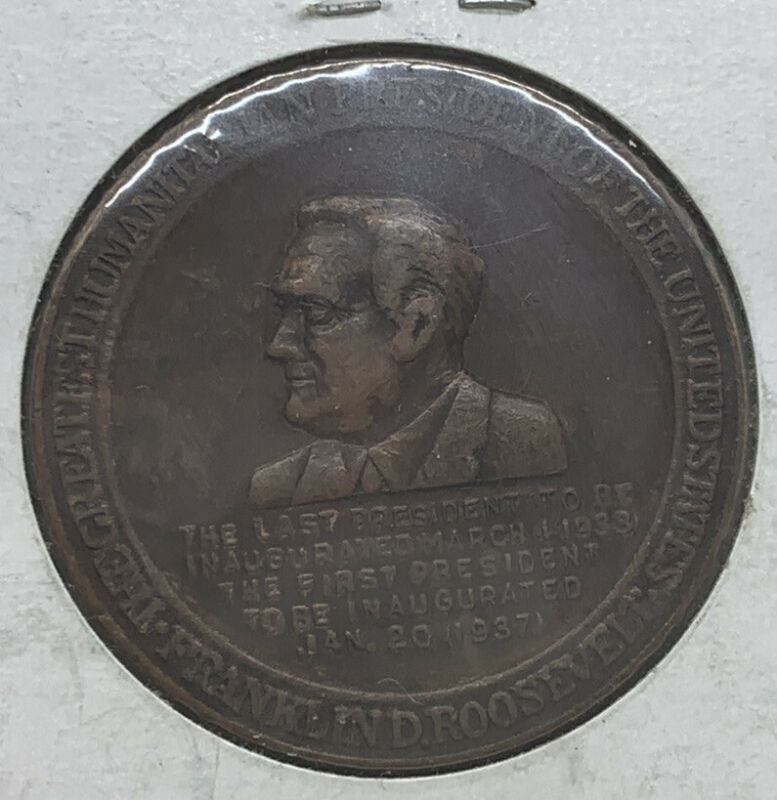 THE GREATEST HUMANITARIAN PRESIDENT OF THE UNITED STATES.
THE LAST PRESIDENT TO BE
INAUGURATED MARCH 4 (1933)
THE FIRST PRESIDENT
TO BE INAUGURATED
JAN. 20 (1937)
· FRANKLIN D. ROOSEVELT.